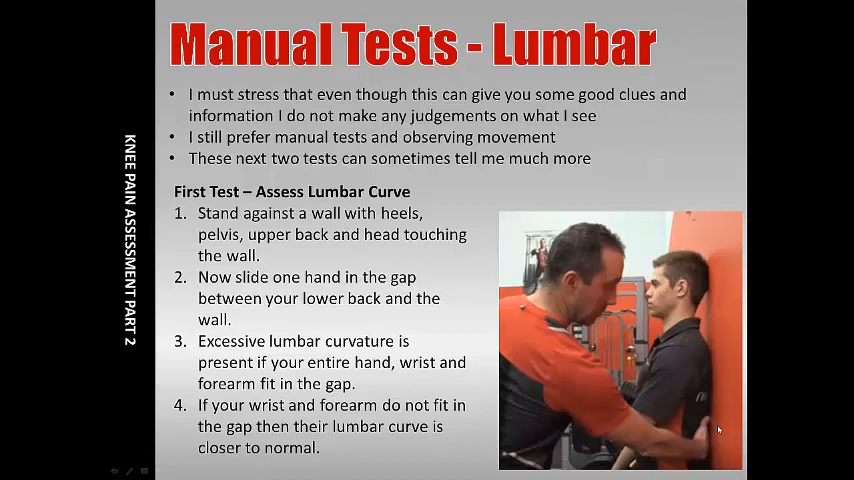 Manual Tests - Lumbar
• I must stress that even though this can give you some good clues and
information I do not make any judgements on what I see
• I still prefer manual tests and observing movement
• These next two tests can sometimes tell me much more
KNEE PAIN ASSESSMENT PART 2
First Test – Assess Lumbar Curve
1. Stand against a wall with heels,
pelvis, upper back and head touching
the wall.
2. Now slide one hand in the gap
between your lower back and the
wall.
3. Excessive lumbar curvature is
present if your entire hand, wrist and
forearm fit in the gap.
4. If your wrist and forearm do not fit in
the gap then their lumbar curve is
closer to normal.